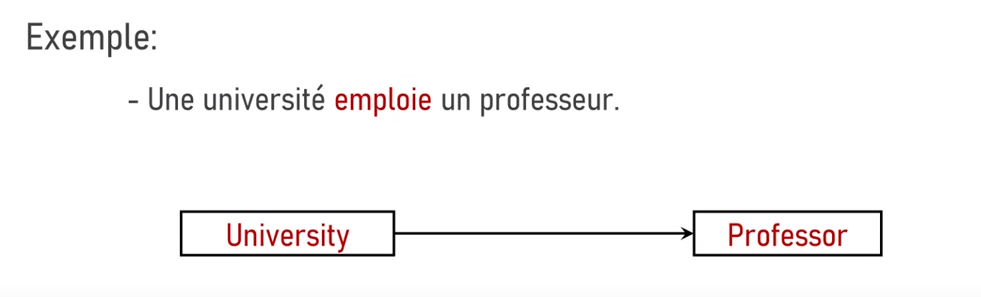 Exemple:
- Une université emploie un professeur.
University
Professor